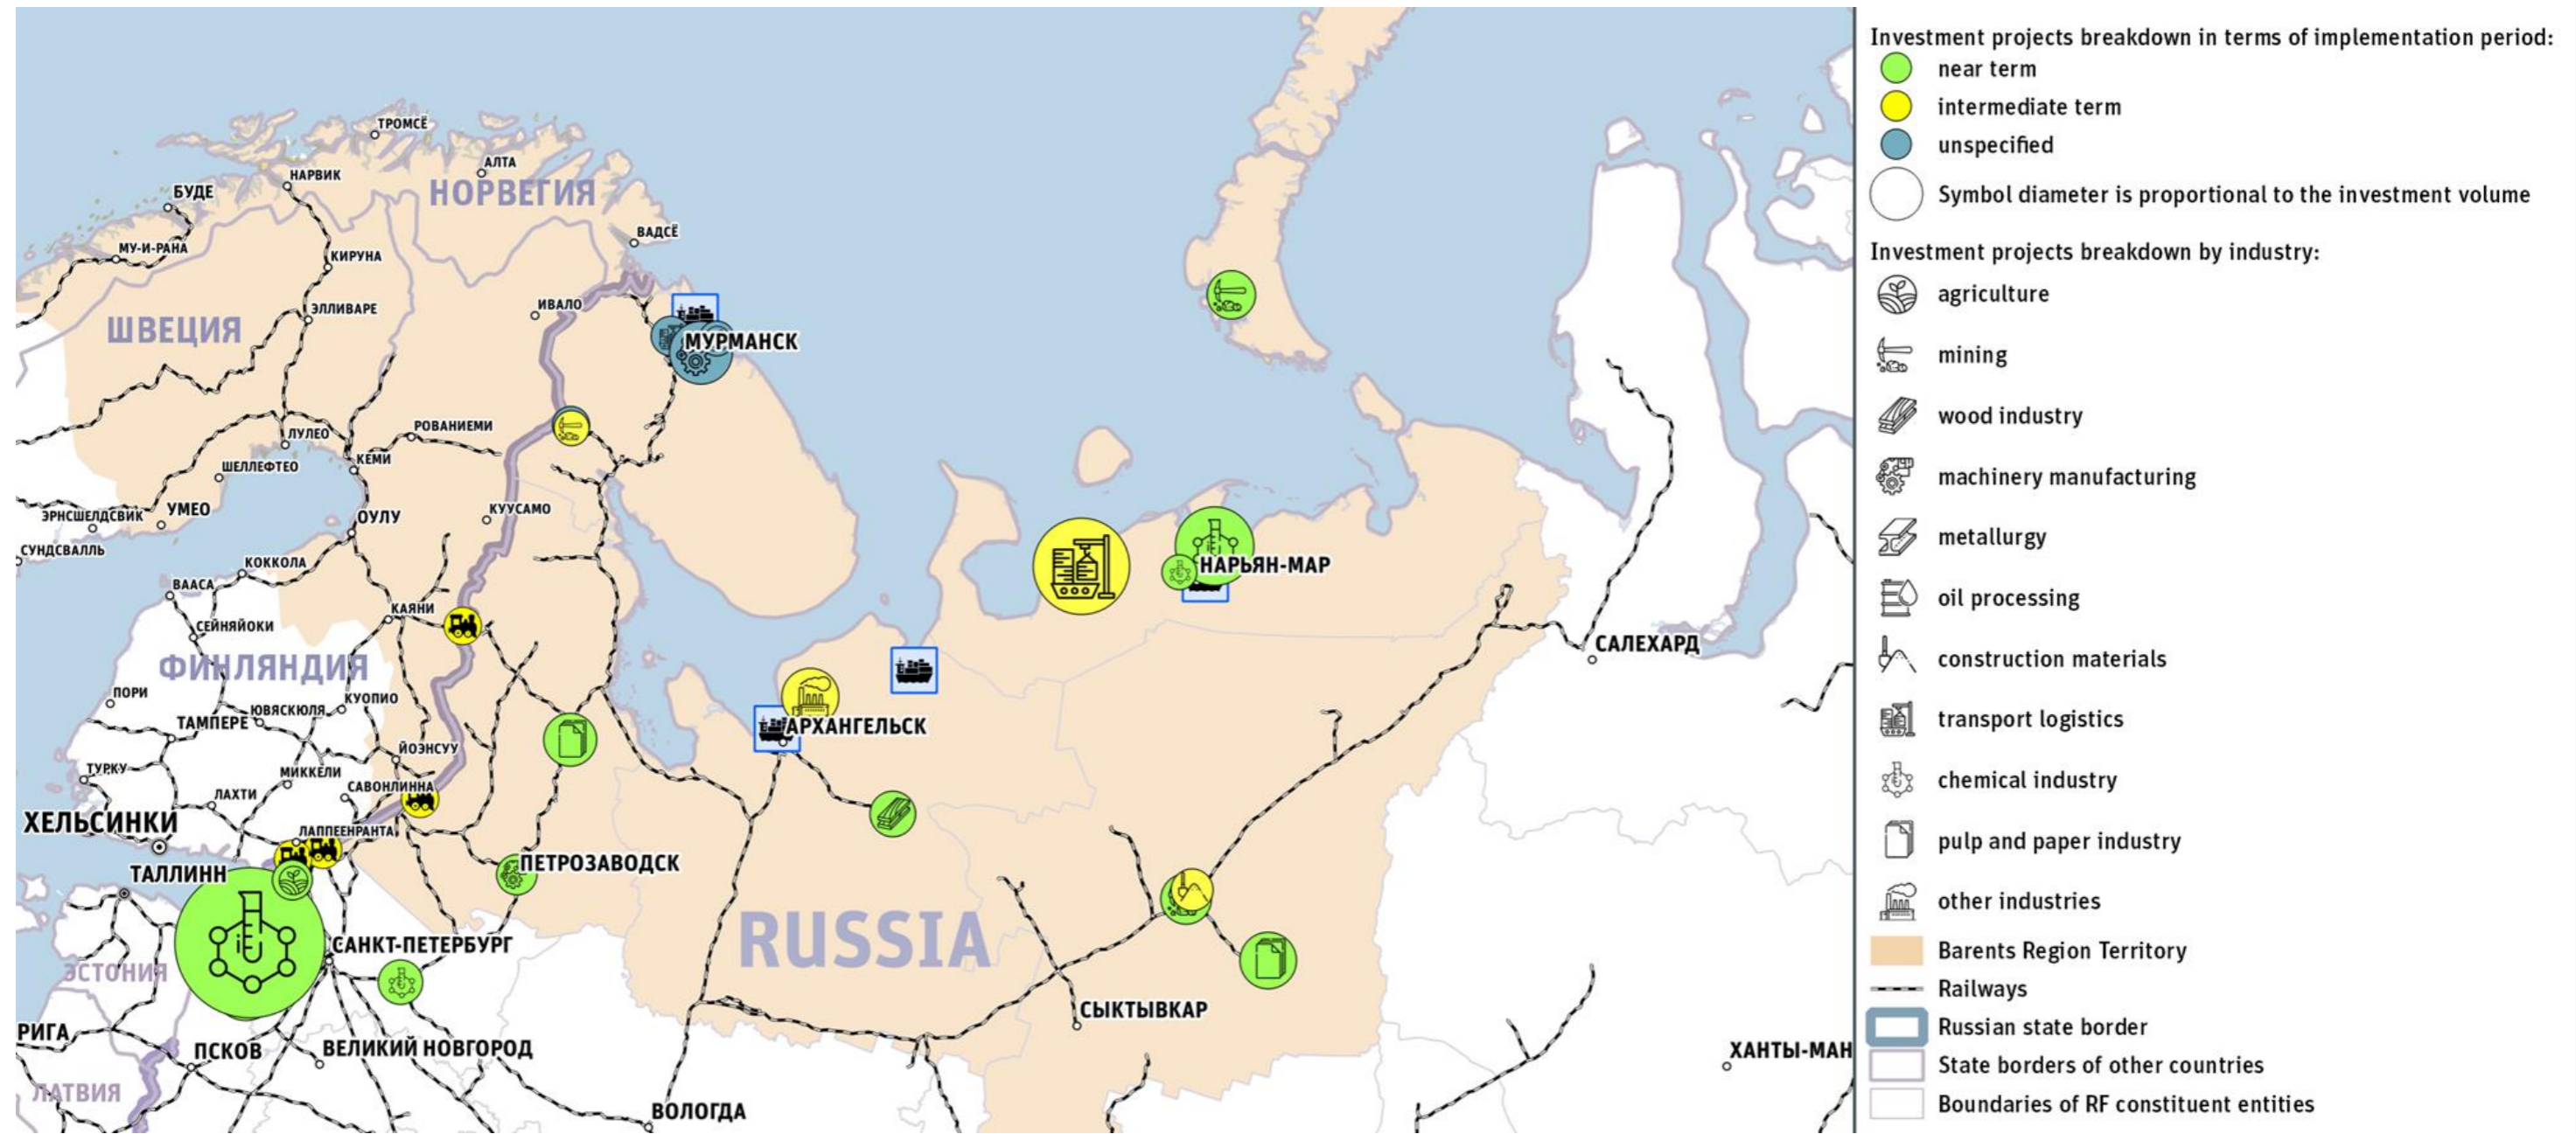 ТРОМСЁ
АЛТА
НАРВИК
БУДЕ
НОРВЕГИЯ
ВАДСЁ
МУ-И-РАНА
КИРУНА
ИВАЛО
ЭЛЛИВАРЕ
ШВЕЦИЯ
МУРМАНСК
РОВАНИЕМИ
ЛУЛЕО
КЕМИ
ШЕЛЛЕФТЕО
КУУСАМО
УМЕО
ЭРНСШЕЛДСВИК
ОУЛУ
СУНДСВАЛЛЬ
КОККОЛА
НАРЬЯН-МАР
ВААСА
КАЯНИ
СЕЙНЯЙОКИ
САЛЕХАРД
ФИНЛЯНДИЯ
ПОРИ
КУОПИО
ЮВЯСКЮЛЯ
ТАМПЕРЕ
АРХАНГЕЛЬСК
ЙОЭНСУУ
ТУРКУ
МИККЕЛИ
САВОНЛИННА
ЛАХТИ
ХЕЛЬСИНКИ
ЛАППЕЕНРАНТА
ПЕТРОЗАВОДСК
ТАЛЛИНН
RUSSIA
САНКТ-ПЕТЕРБУРГ
ЭСТОНИЯ
СЫКТЫВКАР
РИГА
ПСКОВ
ВЕЛИКИЙ НОВГОРОД
ХАНТЫ-МАН
ЛАТВИЯ
ВОЛОГДА
Investment projects breakdown in terms of implementation period:
near term
intermediate term
unspecified
Symbol diameter is proportional to the investment volume
Investment projects breakdown by industry:
agriculture
mining
wood industry
machinery manufacturing
metallurgy
oil processing
construction materials
transport logistics
chemical industry
pulp and paper industry
other industries
Barents Region Territory
Railways
Russian state border
State borders of other countries
Boundaries of RF constituent entities